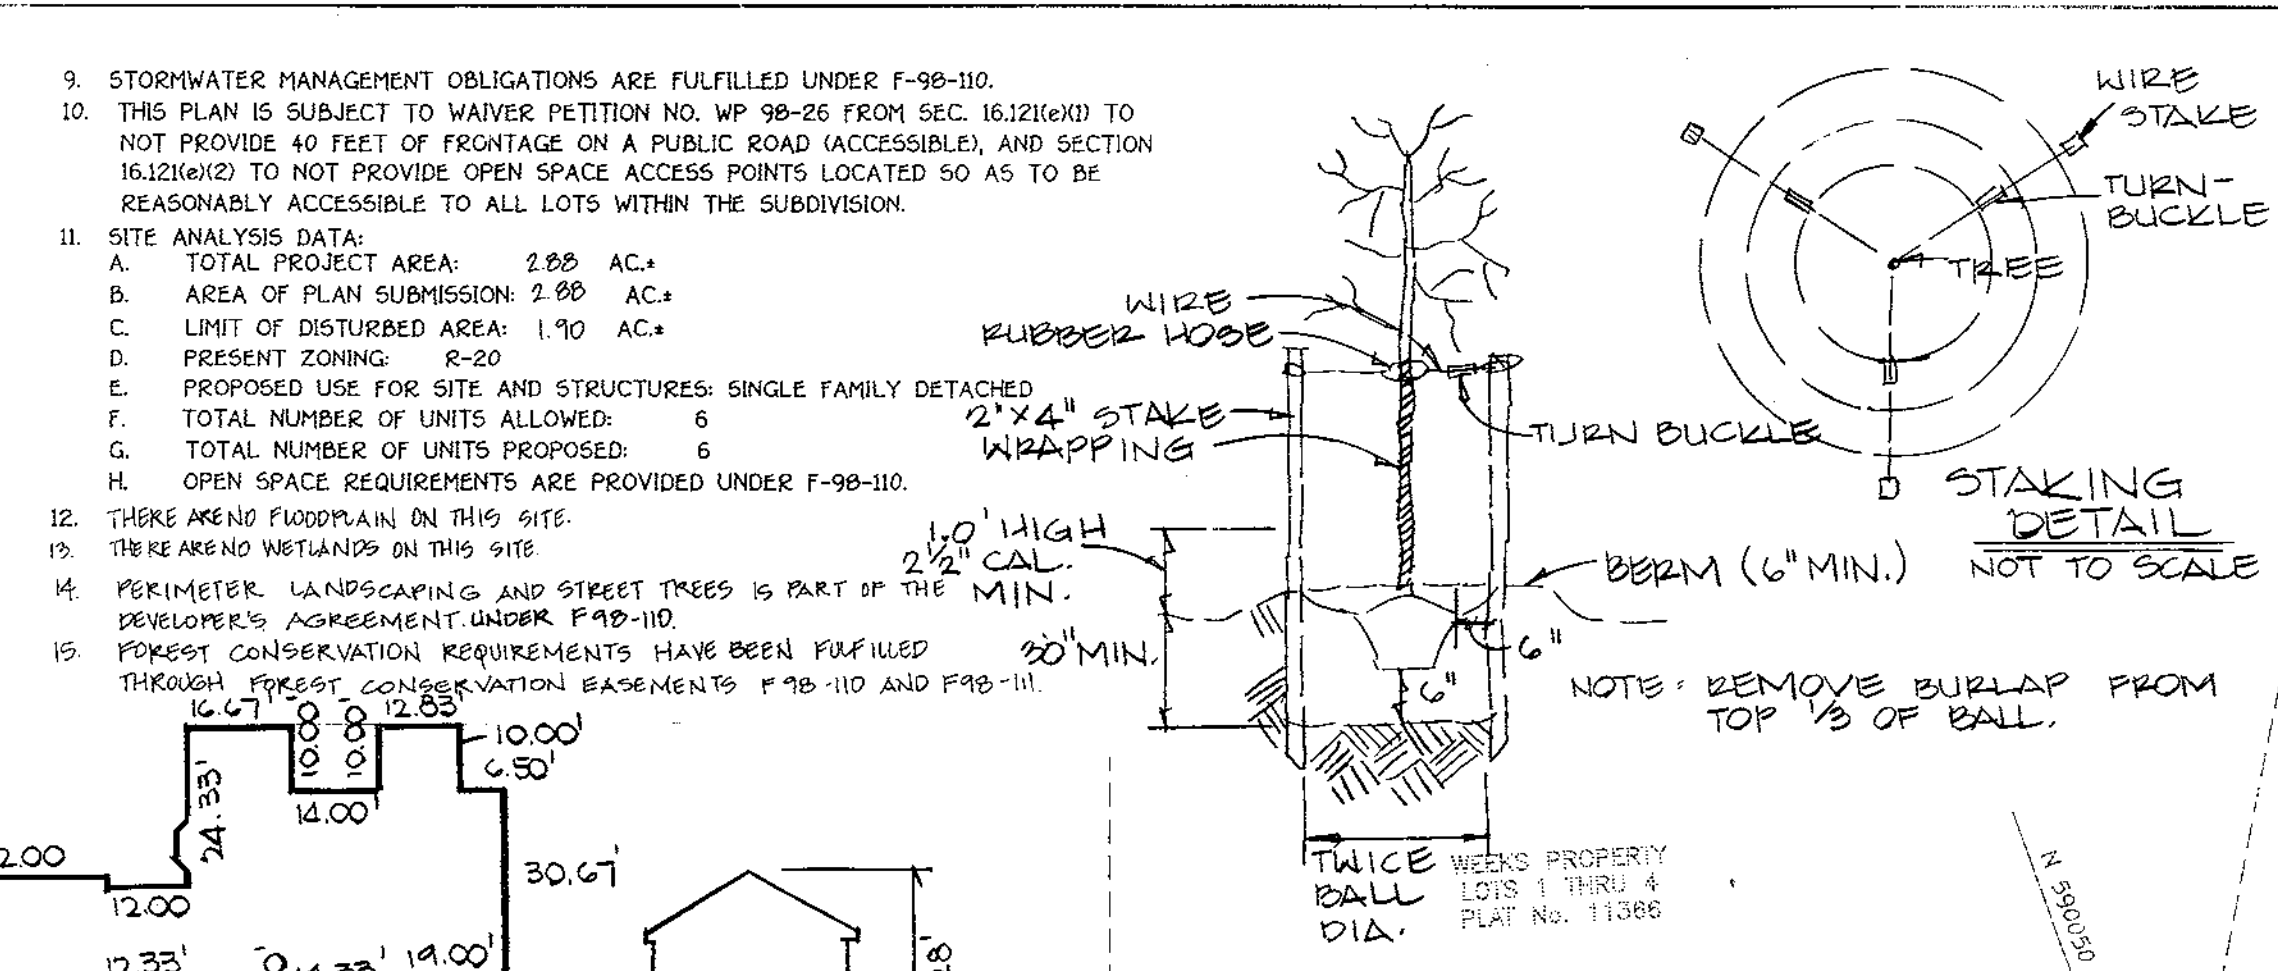 9. STORMWATER MANAGEMENT OBLIGATIONS ARE FULFILLED UNDER F-98-110.
10. THIS PLAN IS SUBJECT TO WAIVER PETITION NO. WP 98-26 FROM SEC. 16.121(e)(1) TO
NOT PROVIDE 40 FEET OF FRONTAGE ON A PUBLIC ROAD (ACCESSIBLE), AND SECTION
16.121(e)(2) TO NOT PROVIDE OPEN SPACE ACCESS POINTS LOCATED SO AS TO BE
REASONABLY ACCESSIBLE TO ALL LOTS WITHIN THE SUBDIVISION.
11. SITE ANALYSIS DATA:
A. TOTAL PROJECT AREA: 2.88 AC.±
B. AREA OF PLAN SUBMISSION: 2.88 AC.±
C. LIMIT OF DISTURBED AREA: 1.90 AC.±
D. PRESENT ZONING: R-20
E. PROPOSED USE FOR SITE AND STRUCTURES: SINGLE FAMILY DETACHED
F. TOTAL NUMBER OF UNITS ALLOWED: 6
G. TOTAL NUMBER OF UNITS PROPOSED: 6
H. OPEN SPACE REQUIREMENTS ARE PROVIDED UNDER F-98-110.
12. THERE ARE NO FLOODPLAIN ON THIS SITE.
13. THERE ARE NO WETLANDS ON THIS SITE.
14. PERIMETER LANDSCAPING AND STREET TREES IS PART OF THE
DEVELOPER'S AGREEMENT. UNDER F98-110.
15. FOREST CONSERVATION REQUIREMENTS HAVE BEEN FULFILLED
THROUGH FOREST CONSERVATION EASEMENTS F 98-110 AND F98-111.
WIRE
RUBBER HOSE
2"X4" STAKE
WRAPPING
TURN BUCKLE
1.0' HIGH
2 1/2" CAL.
MIN.
30" MIN.
BERM (6" MIN.)
6"
6"
TWICE
BALL
DIA.
WIRE
STAKE
TURN-
BUCKLE
TREE
STAKING
DETAIL
NOT TO SCALE
NOTE: REMOVE BURLAP FROM
TOP 1/3 OF BALL.
WEEKS PROPERTY
LOTS 1 THRU 4
PLAT No. 11366
N 590050
16.67'
12.83'
10.00'
6.50'
14.00'
24.33'
2.00
12.00
30.67'
19.00'
12.33'